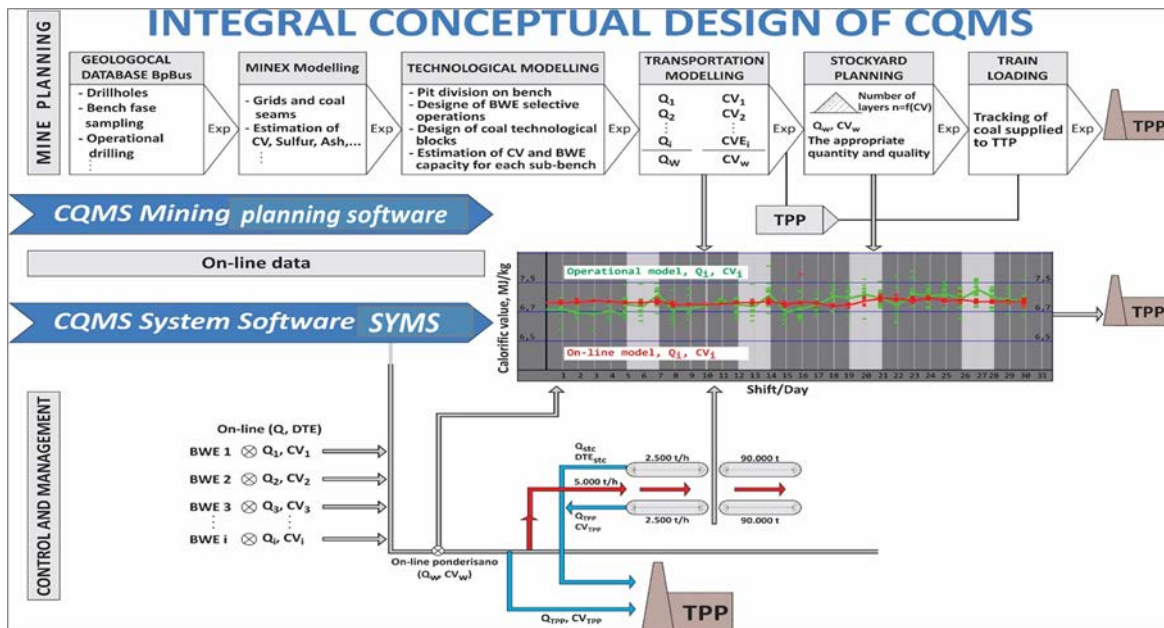 INTEGRAL CONCEPTUAL DESIGN OF CQMS
MINE PLANNING
GEOLOGOCAL
DATABASE BpBus
- Drillholes
- Bench fase
sampling
- Operational
drilling
⋮
Exp
MINEX Modelling
- Grids and coal
seams
- Estimation of
CV, Sulfur, Ash,...
⋮
Exp
TECHNOLOGICAL MODELLING
- Pit division on bench
- Designe of BWE selective
operations
- Design of coal technological
blocks
- Estimation of CV and BWE
capacity for each sub-bench
Exp
TRANSPORTATION
MODELLING
Q1 CV1
Q2 CV2
⋮ ⋮
Qi CVEi
QW CVw
Exp
STOCKYARD
PLANNING
Number of
layers n=f(CV)
Qw, CVw
The appropriate
quantity and quality
Exp
TRAIN
LOADING
Tracking of
coal supplied
to TTP
Exp
TPP
CQMS Mining planning software
TPP
On-line data
CQMS System Software SYMS
Calorific value, MJ/kg
7,5
6,7
6,5
Operational model, Qi, CVi
On-line model, Qi, CVi
7,5
6,7
6,5
1 2 3 4 5 6 7 8 9 10 11 12 13 14 15 16 17 18 19 20 21 22 23 24 25 26 27 28 29 30 31
Shift/Day
TPP
CONTROL AND MANAGEMENT
On-line (Q, DTE)
BWE 1 ⊗ Q1, CV1
BWE 2 ⊗ Q2, CV2
BWE 3 ⊗ Q3, CV3
⋮ ⋮ ⋮
BWE i ⊗ Qi, CVi
On-line ponderisano
(Qw, CVw)
Qstc
DTEstc
2.500 t/h
90.000 t
5.000 t/h
QTPP
CVTPP
2.500 t/h
90.000 t
QTPP, CVTPP
TPP